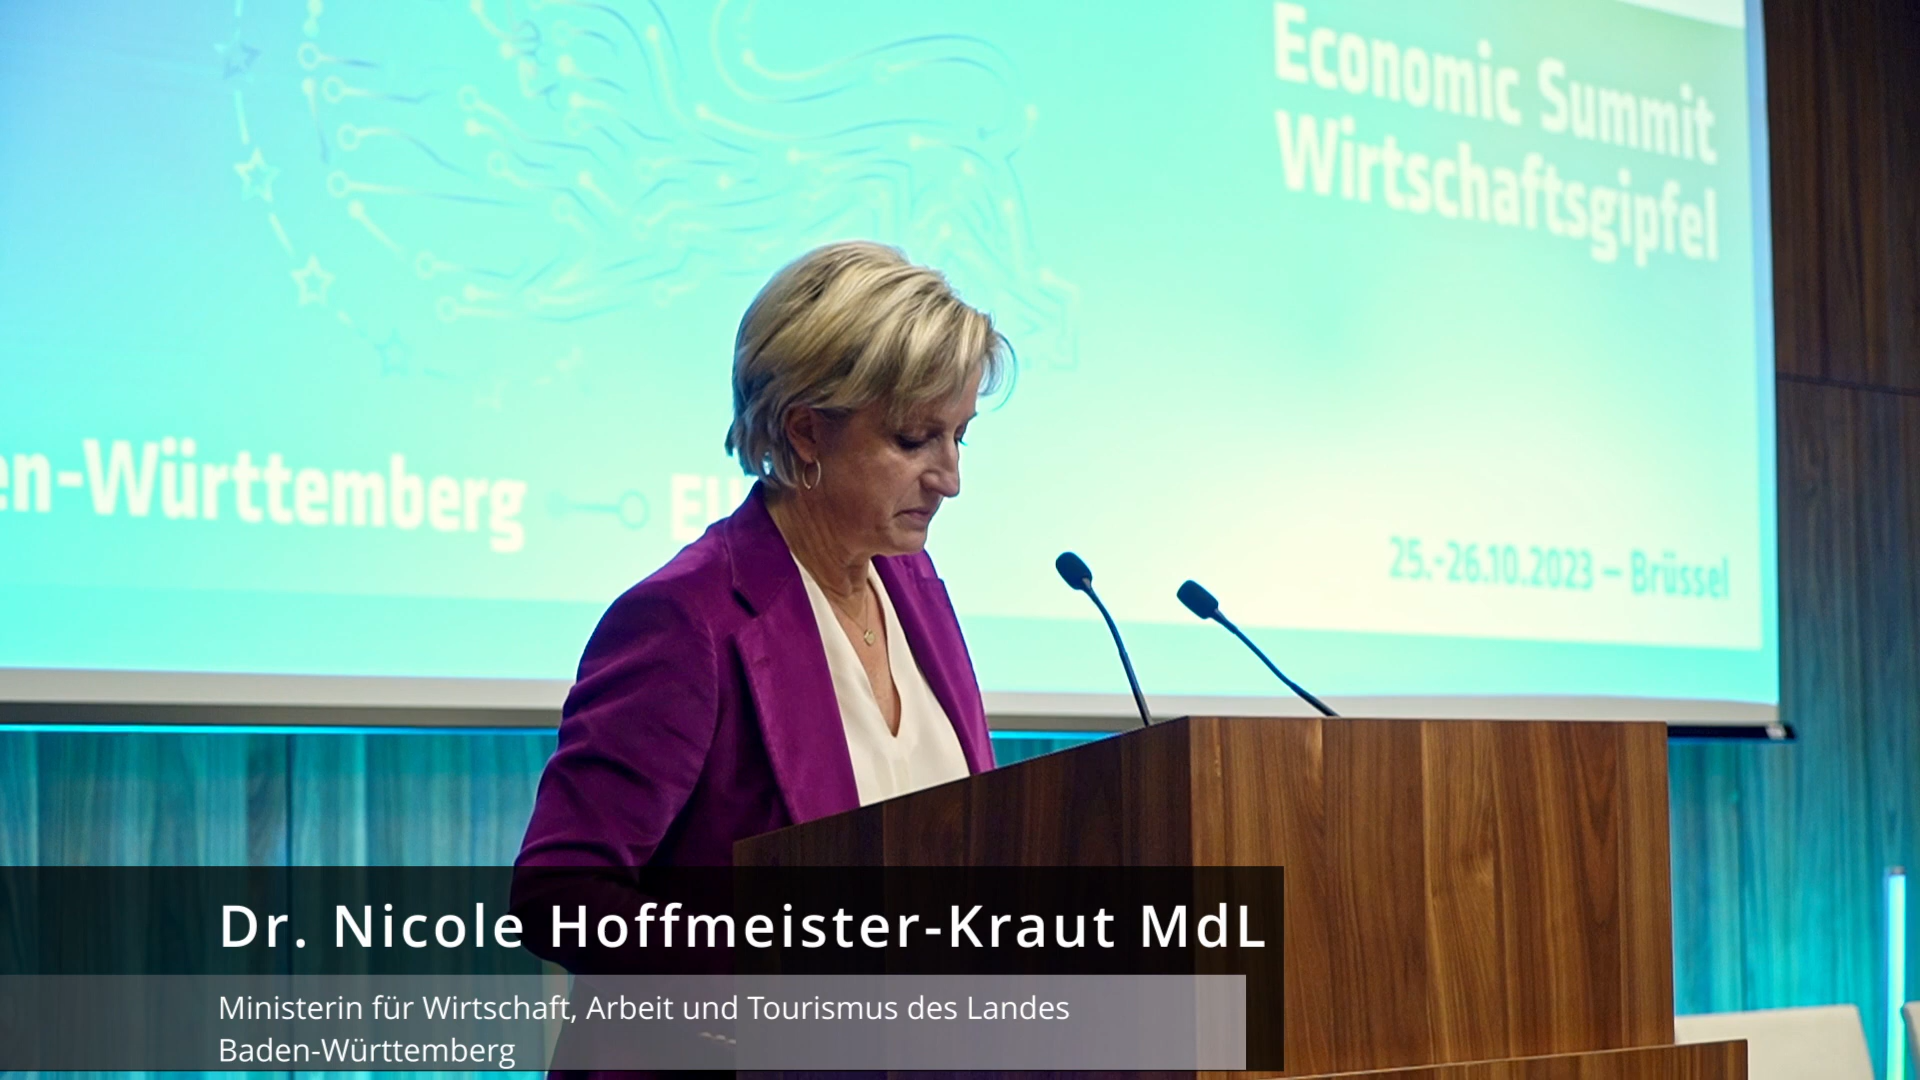 Economic Summit
Wirtschaftsgipfel
en-Württemberg EU
25.-26.10.2023 – Brüssel
Dr. Nicole Hoffmeister-Kraut MdL
Ministerin für Wirtschaft, Arbeit und Tourismus des Landes
Baden-Württemberg